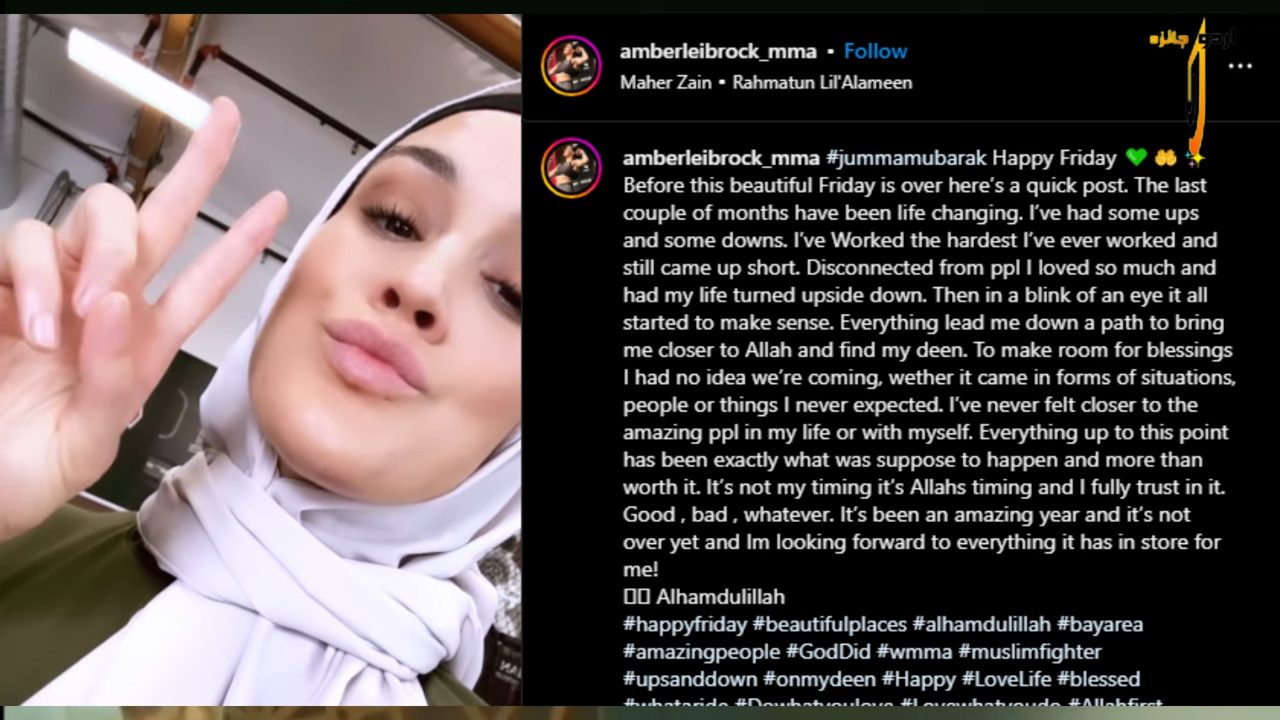 اردو جائزہ
amberleibrock_mma • Follow
Maher Zain • Rahmatun Lil'Alameen
amberleibrock_mma #jummamubarak Happy Friday 💚 🤲 ✨
Before this beautiful Friday is over here’s a quick post. The last
couple of months have been life changing. I’ve had some ups
and some downs. I’ve Worked the hardest I’ve ever worked and
still came up short. Disconnected from ppl I loved so much and
had my life turned upside down. Then in a blink of an eye it all
started to make sense. Everything lead me down a path to bring
me closer to Allah and find my deen. To make room for blessings
I had no idea we’re coming, wether it came in forms of situations,
people or things I never expected. I’ve never felt closer to the
amazing ppl in my life or with myself. Everything up to this point
has been exactly what was suppose to happen and more than
worth it. It’s not my timing it’s Allahs timing and I fully trust in it.
Good , bad , whatever. It’s been an amazing year and it’s not
over yet and Im looking forward to everything it has in store for
me!
Alhamdulillah
#happyfriday #beautifulplaces #alhamdulillah #bayarea
#amazingpeople #GodDid #wmma #muslimfighter
#upsanddown #onmydeen #Happy #LoveLife #blessed
#whataride #Dowhatyoulove #Lovewhatyoudo #Allahfirst